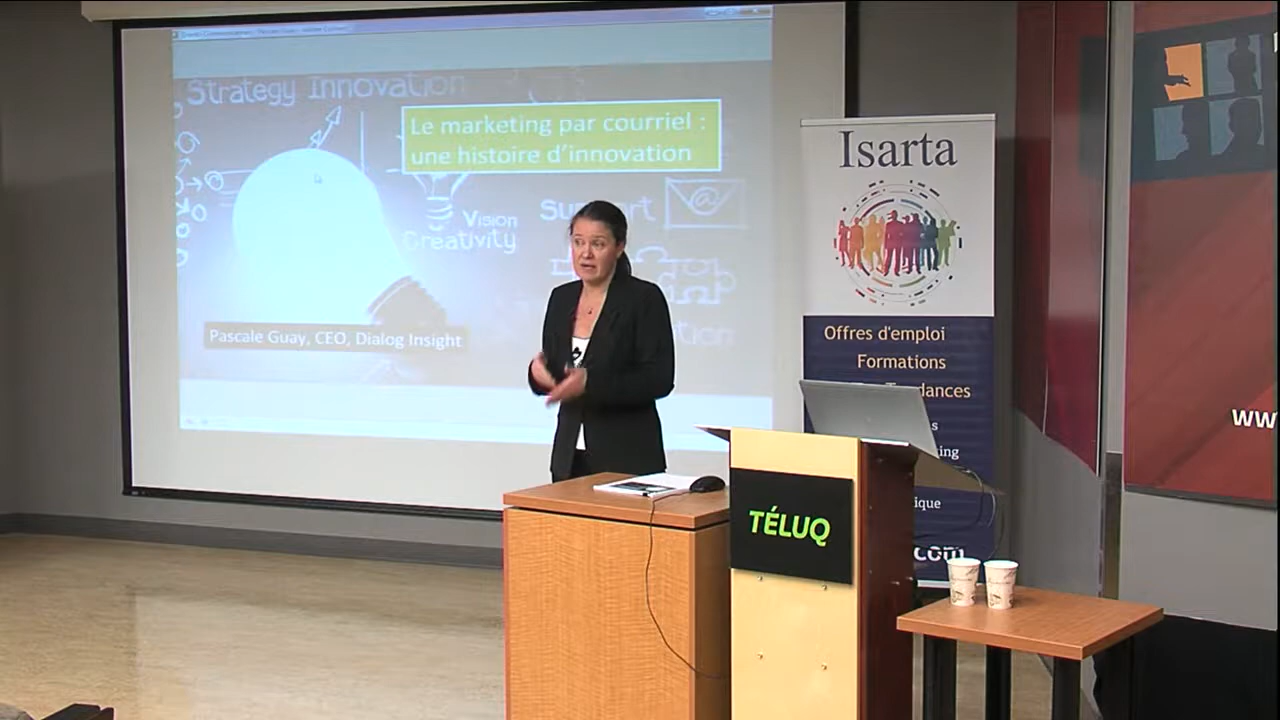 Strategy Innovation
Le marketing par courriel :
une histoire d'innovation
Vision
Creativity
Support
@
Pascale Guay, CEO, Dialog Insight
Isarta
Offres d'emploi
Formations
TÉLUQ